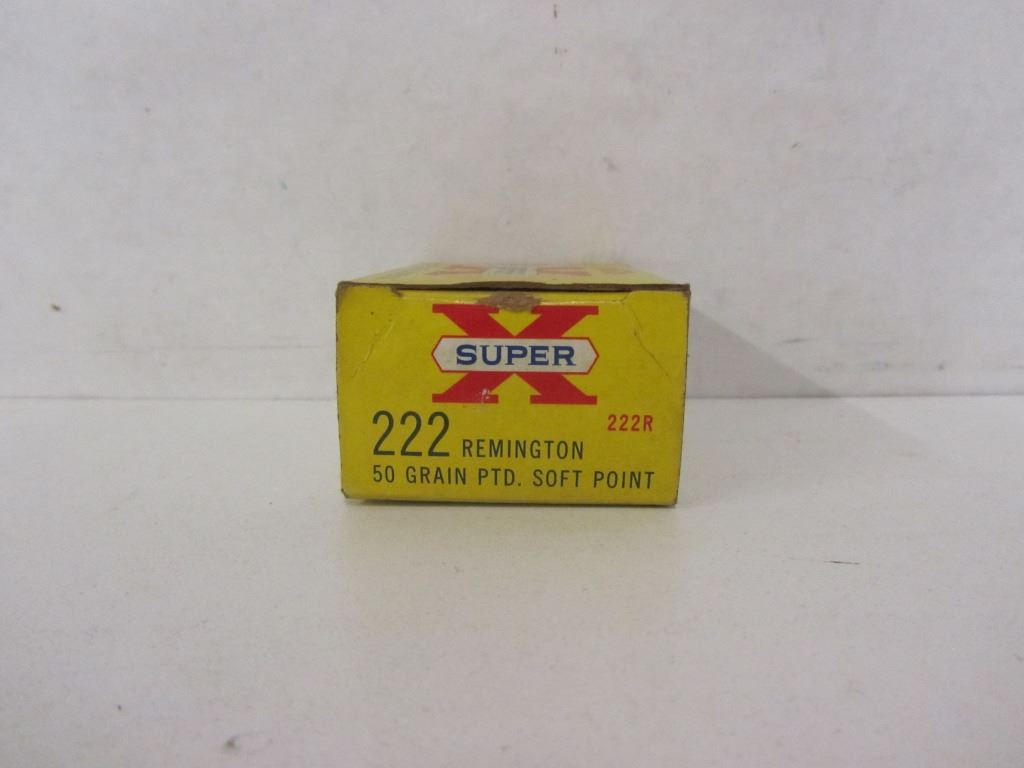 X
SUPER
222R
222 REMINGTON
50 GRAIN PTD. SOFT POINT